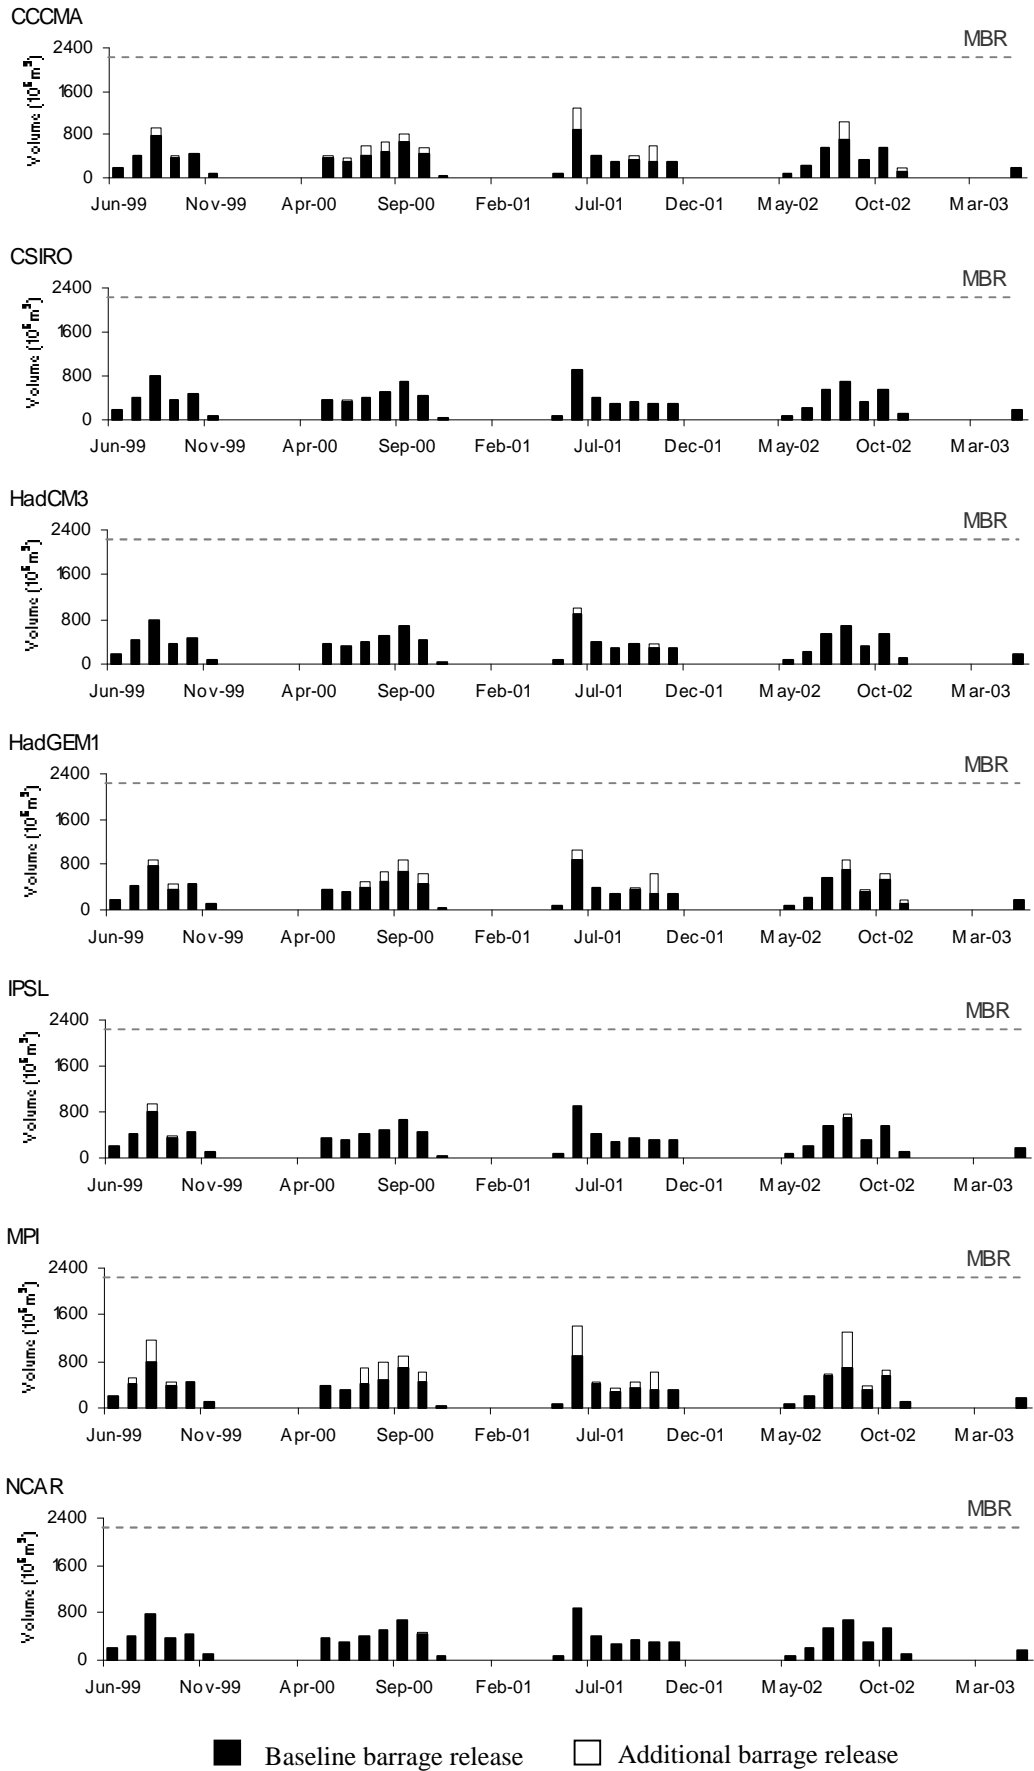 CCCMA
MBR
Volume (10⁶m³)
2400
1600
800
0
Jun-99 Nov-99 Apr-00 Sep-00 Feb-01 Jul-01 Dec-01 May-02 Oct-02 Mar-03
CSIRO
MBR
Volume (10⁶m³)
2400
1600
800
0
Jun-99 Nov-99 Apr-00 Sep-00 Feb-01 Jul-01 Dec-01 May-02 Oct-02 Mar-03
HadCM3
MBR
Volume (10⁶m³)
2400
1600
800
0
Jun-99 Nov-99 Apr-00 Sep-00 Feb-01 Jul-01 Dec-01 May-02 Oct-02 Mar-03
HadGEM1
MBR
Volume (10⁶m³)
2400
1600
800
0
Jun-99 Nov-99 Apr-00 Sep-00 Feb-01 Jul-01 Dec-01 May-02 Oct-02 Mar-03
IPSL
MBR
Volume (10⁶m³)
2400
1600
800
0
Jun-99 Nov-99 Apr-00 Sep-00 Feb-01 Jul-01 Dec-01 May-02 Oct-02 Mar-03
MPI
MBR
Volume (10⁶m³)
2400
1600
800
0
Jun-99 Nov-99 Apr-00 Sep-00 Feb-01 Jul-01 Dec-01 May-02 Oct-02 Mar-03
NCAR
MBR
Volume (10⁶m³)
2400
1600
800
0
Jun-99 Nov-99 Apr-00 Sep-00 Feb-01 Jul-01 Dec-01 May-02 Oct-02 Mar-03
Baseline barrage release Additional barrage release